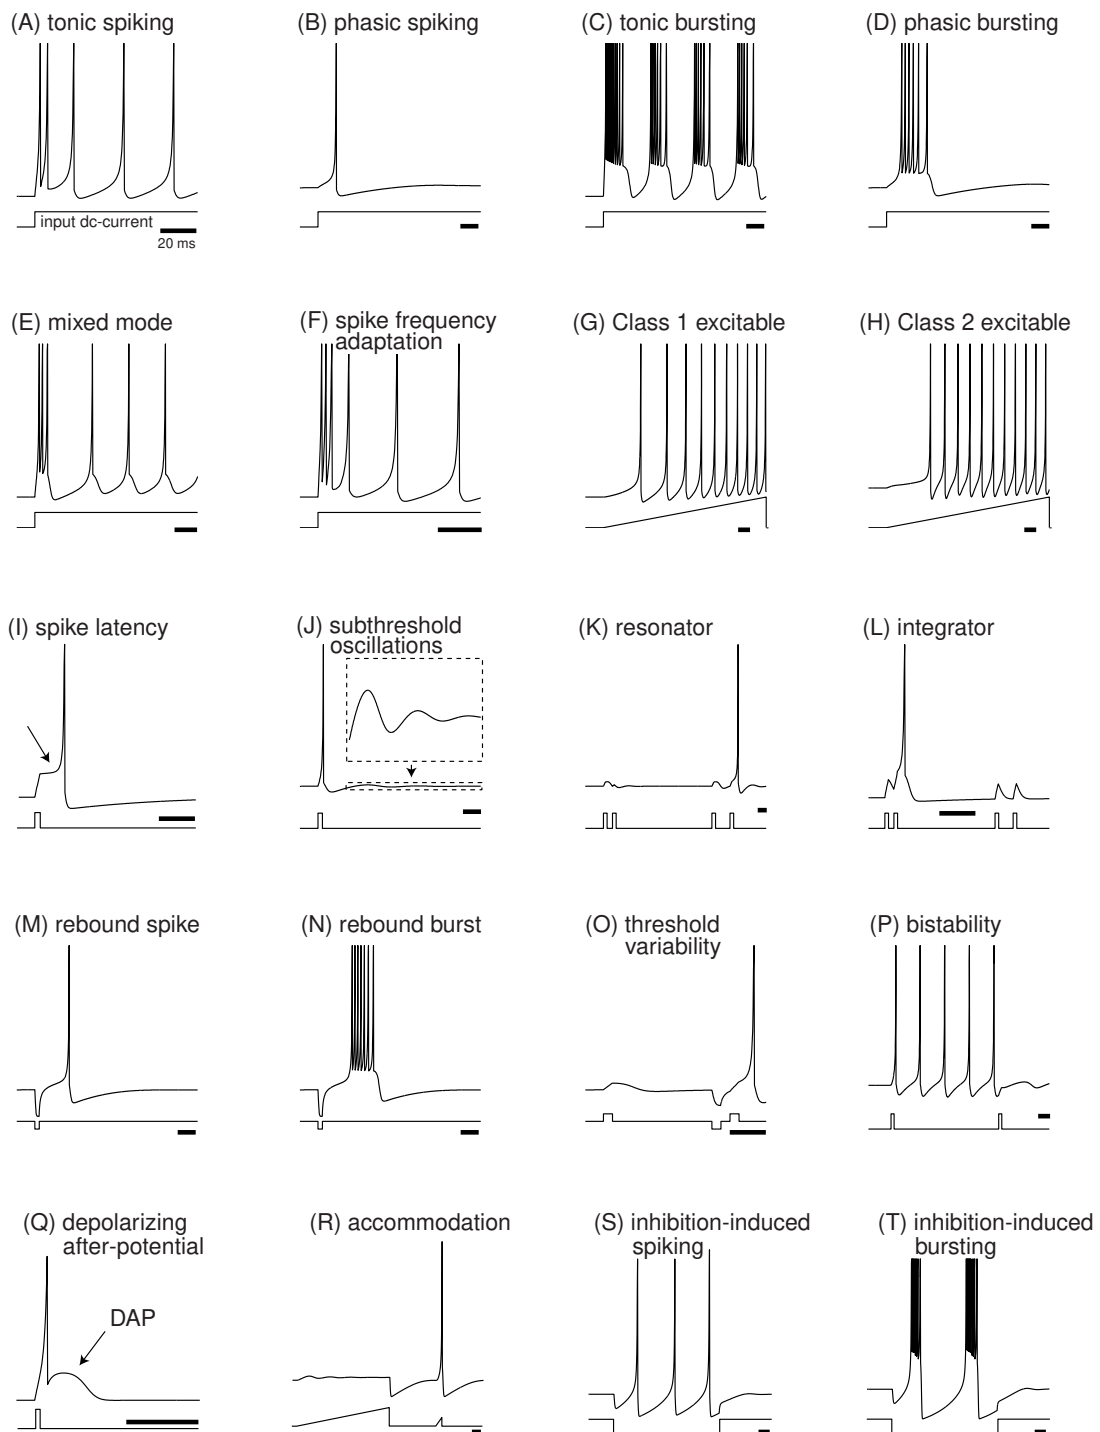 (A) tonic spiking
(B) phasic spiking
(C) tonic bursting
(D) phasic bursting
input dc-current
20 ms
(E) mixed mode
(F) spike frequency
adaptation
(G) Class 1 excitable
(H) Class 2 excitable
(I) spike latency
(J) subthreshold
oscillations
(K) resonator
(L) integrator
(M) rebound spike
(N) rebound burst
(O) threshold
variability
(P) bistability
(Q) depolarizing
after-potential
DAP
(R) accommodation
(S) inhibition-induced
spiking
(T) inhibition-induced
bursting